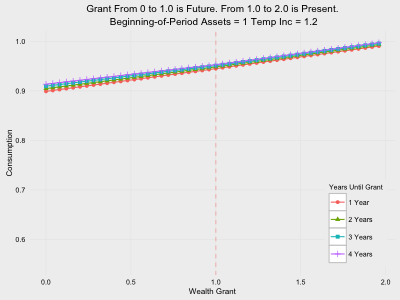 Grant From 0 to 1.0 is Future. From 1.0 to 2.0 is Present.
Beginning-of-Period Assets = 1 Temp Inc = 1.2
Consumption
1.0
0.9
0.8
0.7
0.6
Years Until Grant
1 Year
2 Years
3 Years
4 Years
0.0 0.5 1.0 1.5 2.0
Wealth Grant